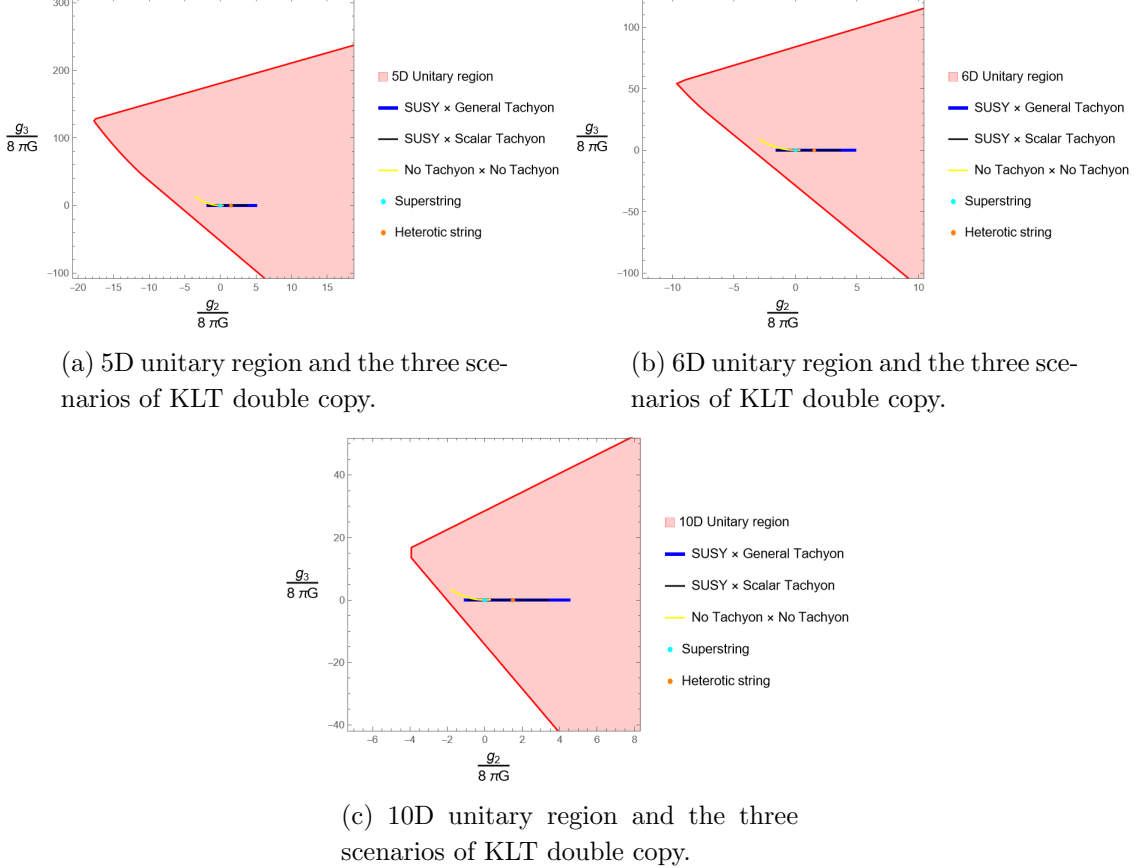 300
200
100
0
−100
−20 −15 −10 −5 0 5 10 15
g3
8 πG
g2
8 πG
5D Unitary region
SUSY × General Tachyon
SUSY × Scalar Tachyon
No Tachyon × No Tachyon
Superstring
Heterotic string
(a) 5D unitary region and the three sce-
narios of KLT double copy.
100
50
0
−50
−100
−10 −5 0 5 10
g3
8 πG
g2
8 πG
6D Unitary region
SUSY × General Tachyon
SUSY × Scalar Tachyon
No Tachyon × No Tachyon
Superstring
Heterotic string
(b) 6D unitary region and the three sce-
narios of KLT double copy.
40
20
0
−20
−40
−6 −4 −2 0 2 4 6 8
g3
8 πG
g2
8 πG
10D Unitary region
SUSY × General Tachyon
SUSY × Scalar Tachyon
No Tachyon × No Tachyon
Superstring
Heterotic string
(c) 10D unitary region and the three
scenarios of KLT double copy.